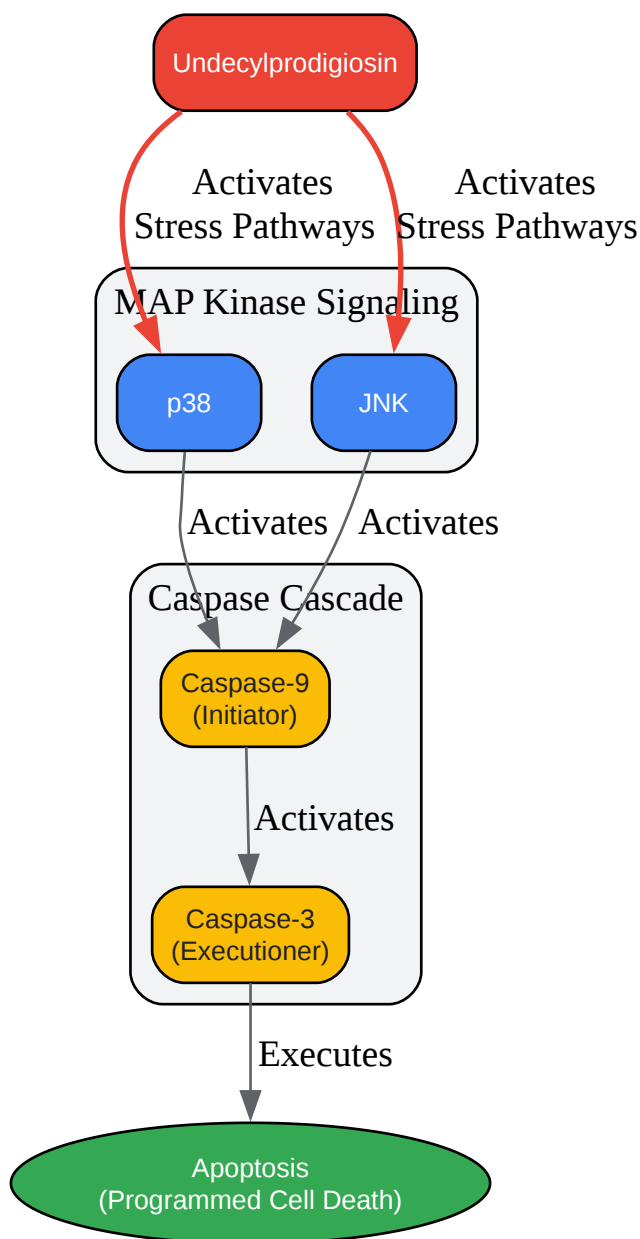 Undecylprodigiosin
Activates
Stress Pathways
Activates
Stress Pathways
MAP Kinase Signaling
p38
JNK
Activates
Activates
Caspase Cascade
Caspase-9
(Initiator)
Activates
Caspase-3
(Executioner)
Executes
Apoptosis
(Programmed Cell Death)